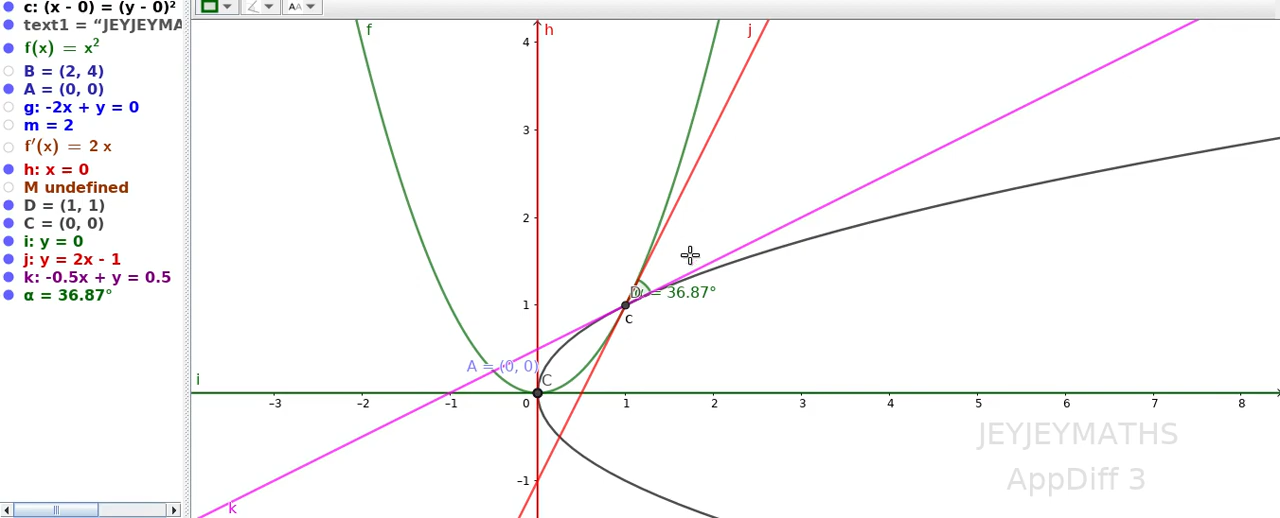 c: (x - 0) = (y - 0)²
text1 = “JEYJEYMA
f(x) = x²
B = (2, 4)
A = (0, 0)
g: -2x + y = 0
m = 2
f′(x) = 2 x
h: x = 0
M undefined
D = (1, 1)
C = (0, 0)
i: y = 0
j: y = 2x - 1
k: -0.5x + y = 0.5
α = 36.87°
AA
f
h
j
4
3
2
1
D = 36.87°
c
A = (0, 0)
C
i
-3 -2 -1 0 1 2 3 4 5 6 7 8
-1
k
JEYJEYMATHS
AppDiff 3